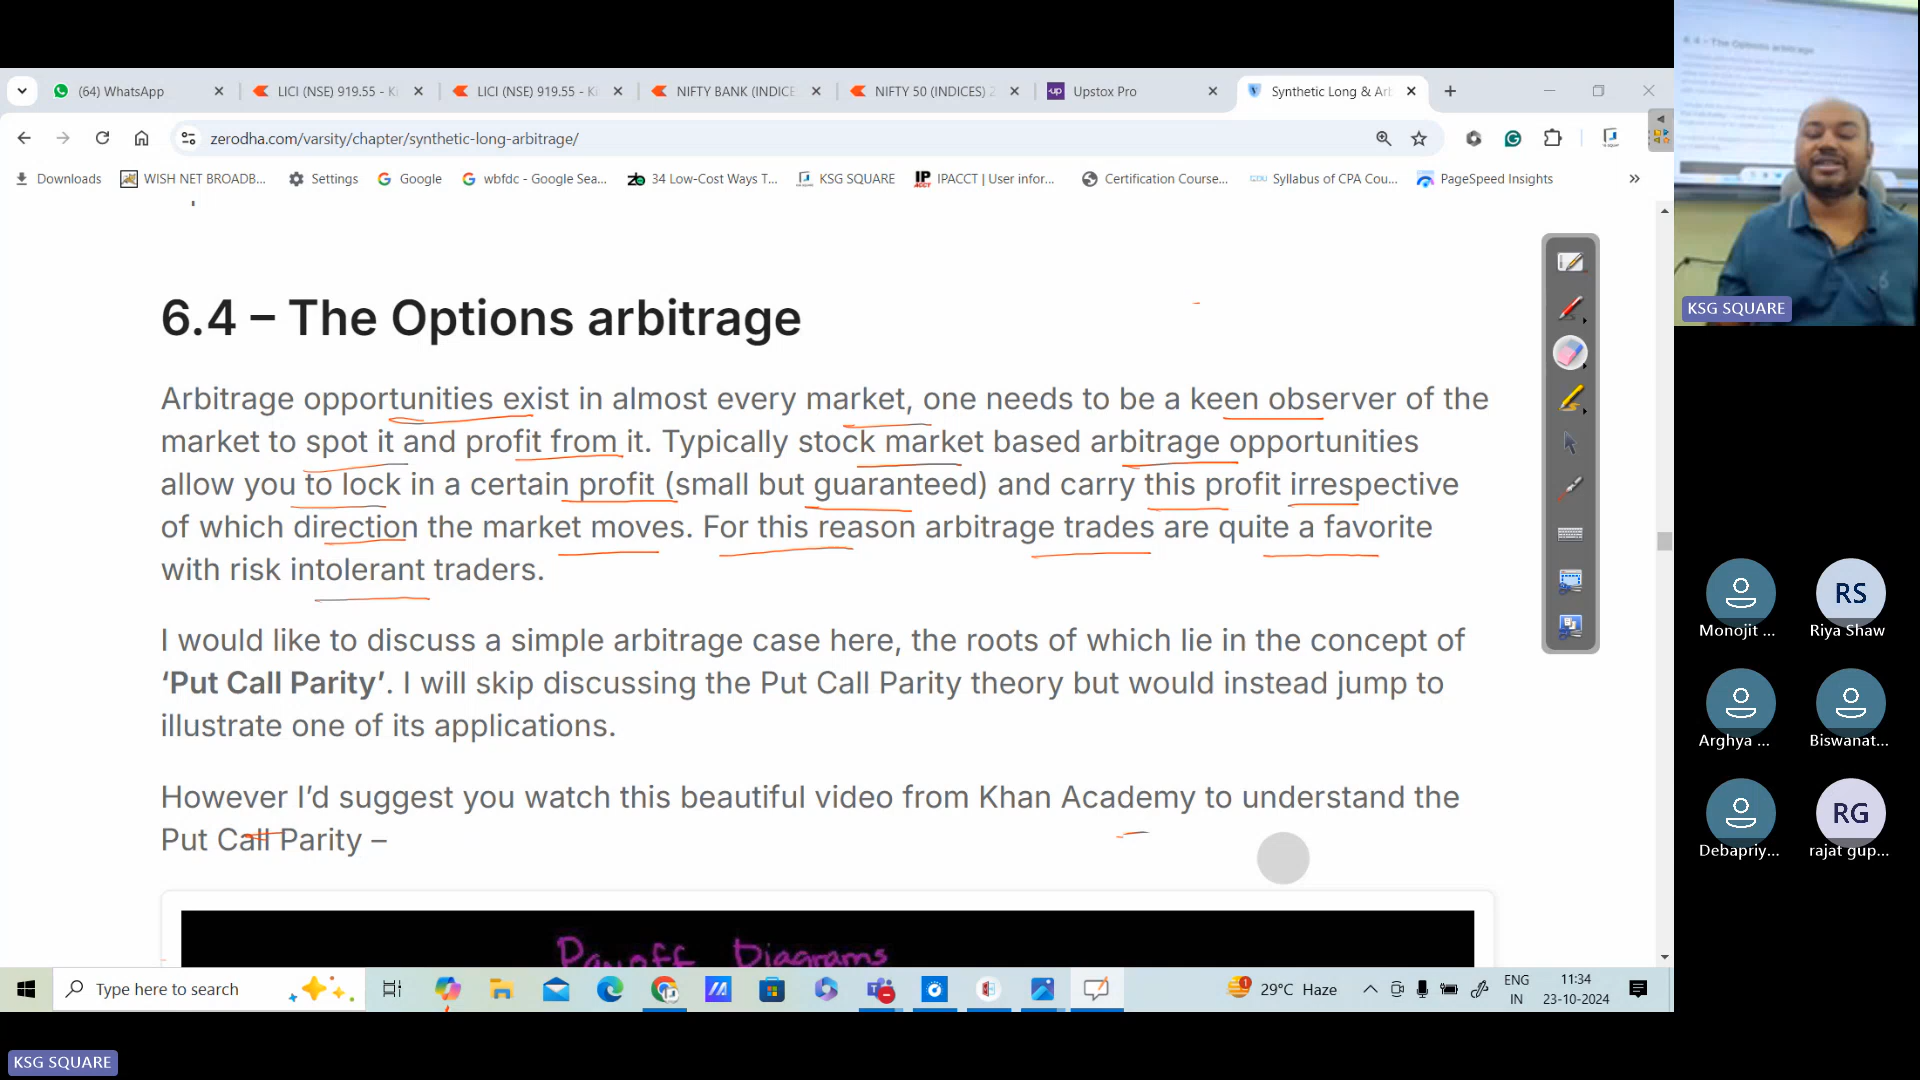 (64) WhatsApp
LICI (NSE) 919.55 - Ki
LICI (NSE) 919.55 - Ki
NIFTY BANK (INDICE
NIFTY 50 (INDICES) 2
Upstox Pro
Synthetic Long & Arb
zerodha.com/varsity/chapter/synthetic-long-arbitrage/
Downloads
WISH NET BROADB...
Settings
Google
wbfdc - Google Sea...
34 Low-Cost Ways T...
KSG SQUARE
IPACCT | User infor...
Certification Course...
Syllabus of CPA Cou...
PageSpeed Insights
6.4 – The Options arbitrage
Arbitrage opportunities exist in almost every market, one needs to be a keen observer of the
market to spot it and profit from it. Typically stock market based arbitrage opportunities
allow you to lock in a certain profit (small but guaranteed) and carry this profit irrespective
of which direction the market moves. For this reason arbitrage trades are quite a favorite
with risk intolerant traders.
I would like to discuss a simple arbitrage case here, the roots of which lie in the concept of
‘Put Call Parity’. I will skip discussing the Put Call Parity theory but would instead jump to
illustrate one of its applications.
However I’d suggest you watch this beautiful video from Khan Academy to understand the
Put Call Parity –
Payoff Diagrams
Type here to search
29°C Haze
ENG
IN
11:34
23-10-2024
KSG SQUARE
6.4 – The Options arbitrage
KSG SQUARE
Monojit ...
RS
Riya Shaw
Arghya ...
Biswanat...
Debapriy...
RG
rajat gup...